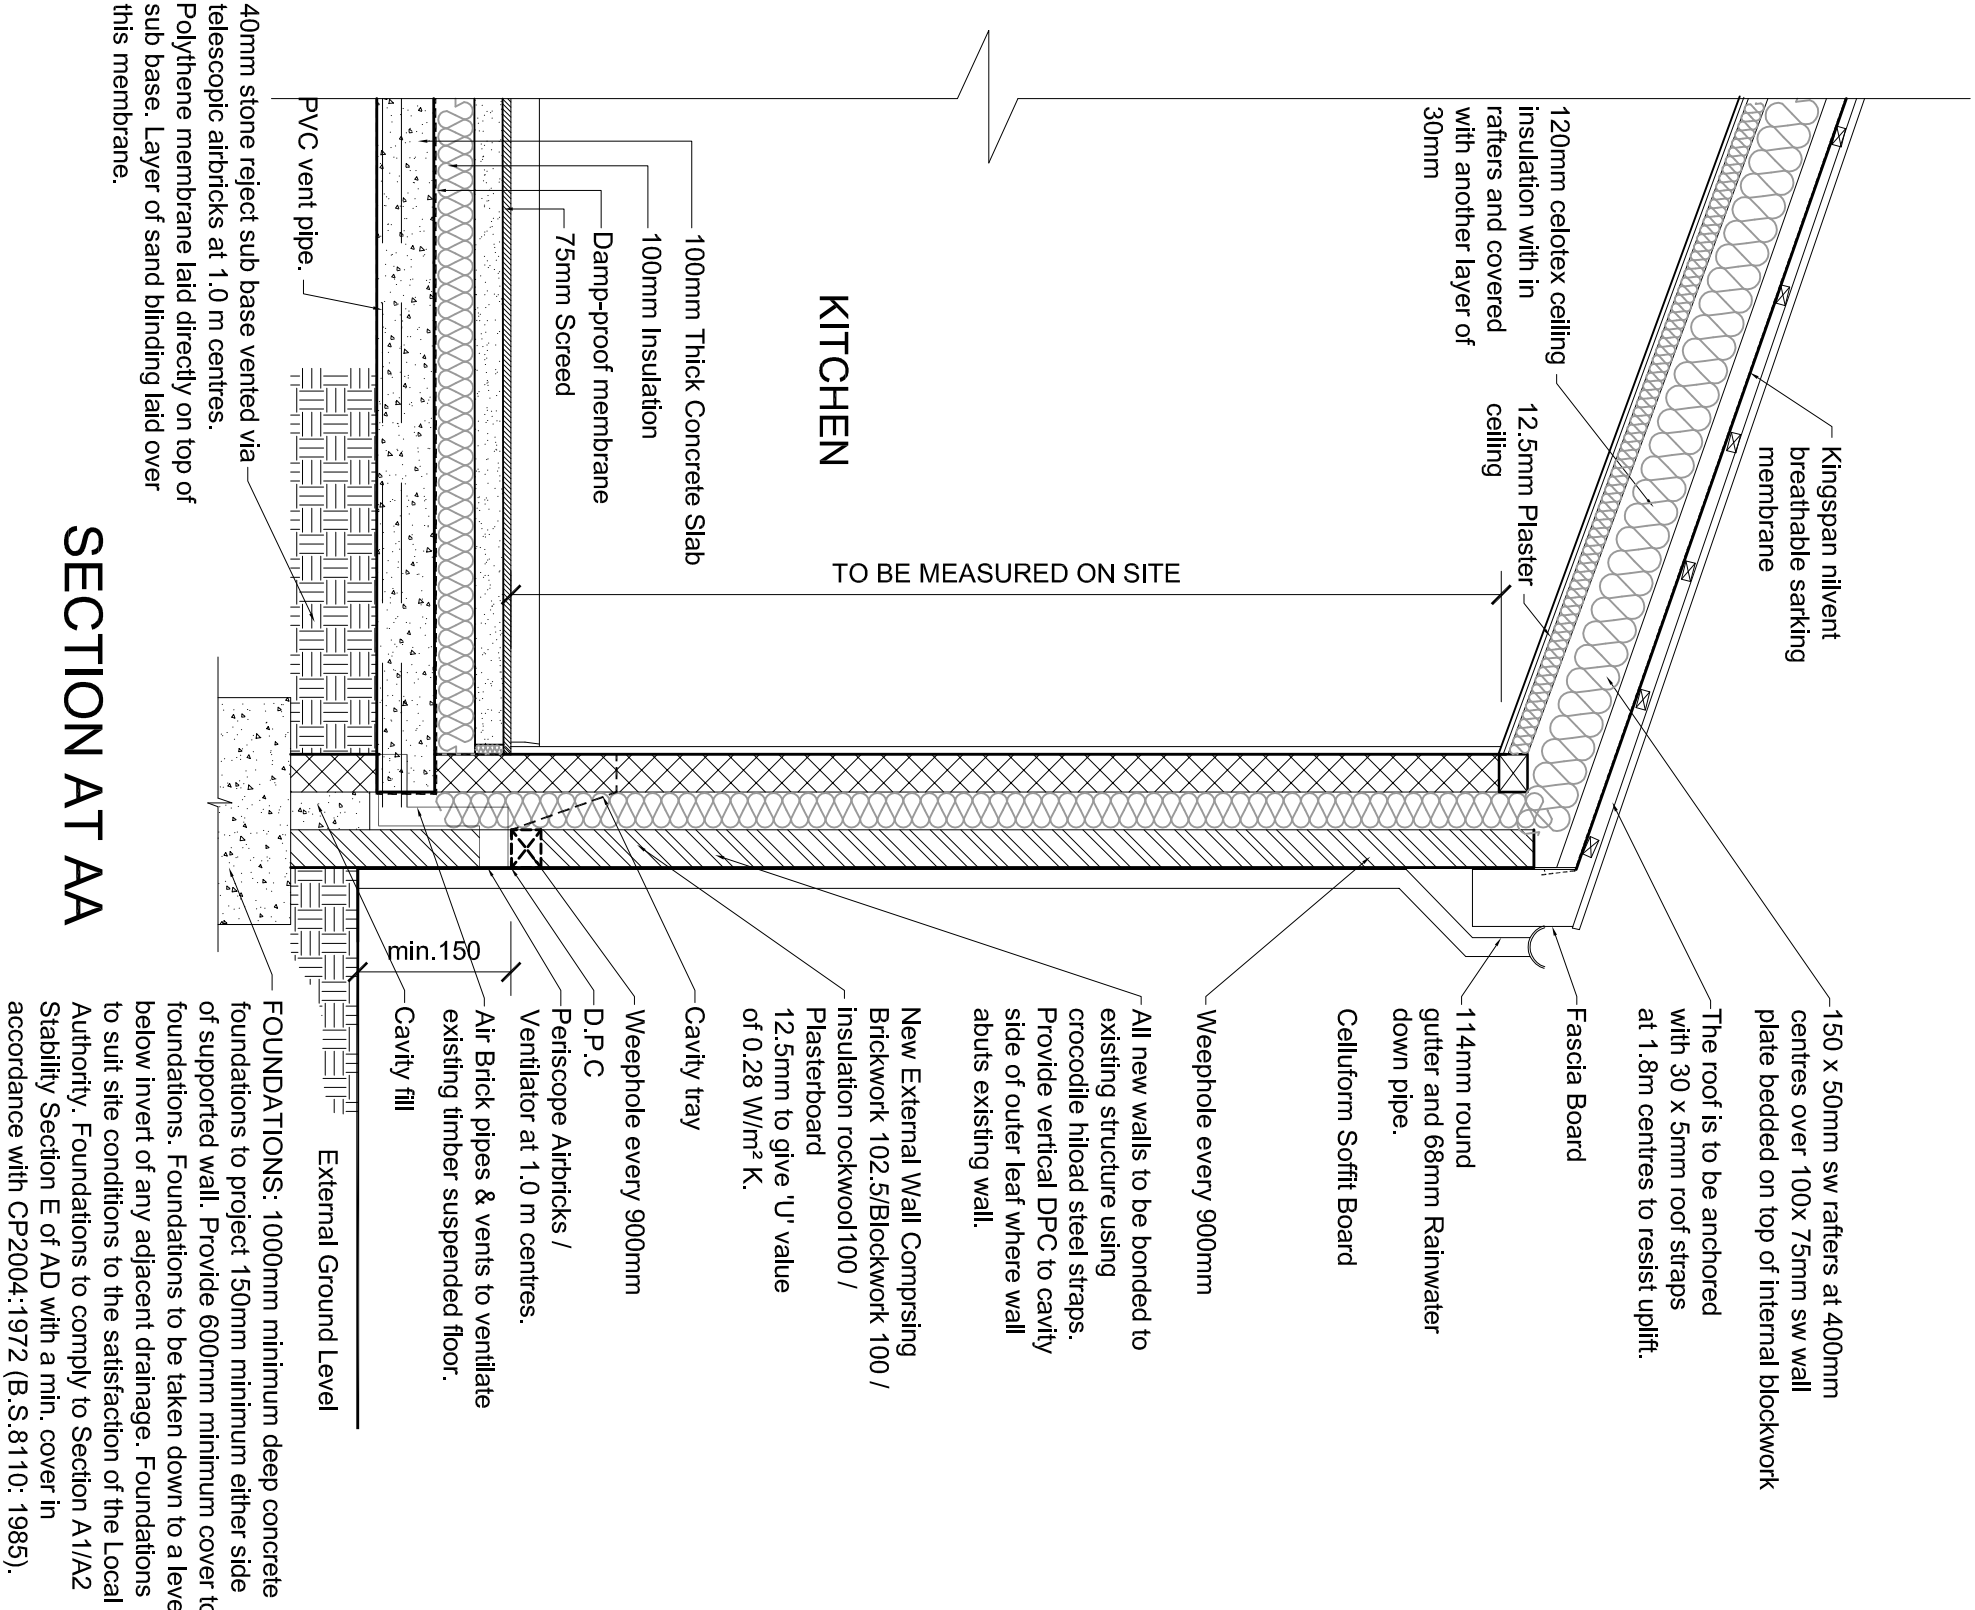 Kingspan nilvent
breathable sarking
membrane
120mm celotex ceiling
insulation with in
rafters and covered
with another layer of
30mm
12.5mm Plaster
ceiling
KITCHEN
TO BE MEASURED ON SITE
100mm Thick Concrete Slab
100mm Insulation
Damp-proof membrane
75mm Screed
PVC vent pipe.
40mm stone reject sub base vented via
telescopic airbricks at 1.0 m centres.
Polythene membrane laid directly on top of
sub base. Layer of sand blinding laid over
this membrane.
150 x 50mm sw rafters at 400mm
centres over 100x 75mm sw wall
plate bedded on top of internal blockwork
The roof is to be anchored
with 30 x 5mm roof straps
at 1.8m centres to resist uplift.
Fascia Board
114mm round
gutter and 68mm Rainwater
down pipe.
Celluform Soffit Board
Weephole every 900mm
All new walls to be bonded to
existing structure using
crocodile hiload steel straps.
Provide vertical DPC to cavity
side of outer leaf where wall
abuts existing wall.
New External Wall Comprsing
Brickwork 102.5/Blockwork 100 /
insulation rockwool100 /
Plasterboard
12.5mm to give 'U' value
of 0.28 W/m² K.
Cavity tray
Weephole every 900mm
D.P.C
Periscope Airbricks /
Ventilator at 1.0 m centres.
Air Brick pipes & vents to ventilate
existing timber suspended floor.
min.150
Cavity fill
External Ground Level
FOUNDATIONS: 1000mm minimum deep concrete
foundations to project 150mm minimum either side
of supported wall. Provide 600mm minimum cover to
foundations. Foundations to be taken down to a leve
below invert of any adjacent drainage. Foundations
to suit site conditions to the satisfaction of the Local
Authority. Foundations to comply to Section A1/A2
Stability Section E of AD with a min. cover in
accordance with CP2004:1972 (B.S.8110: 1985).
SECTION AT AA